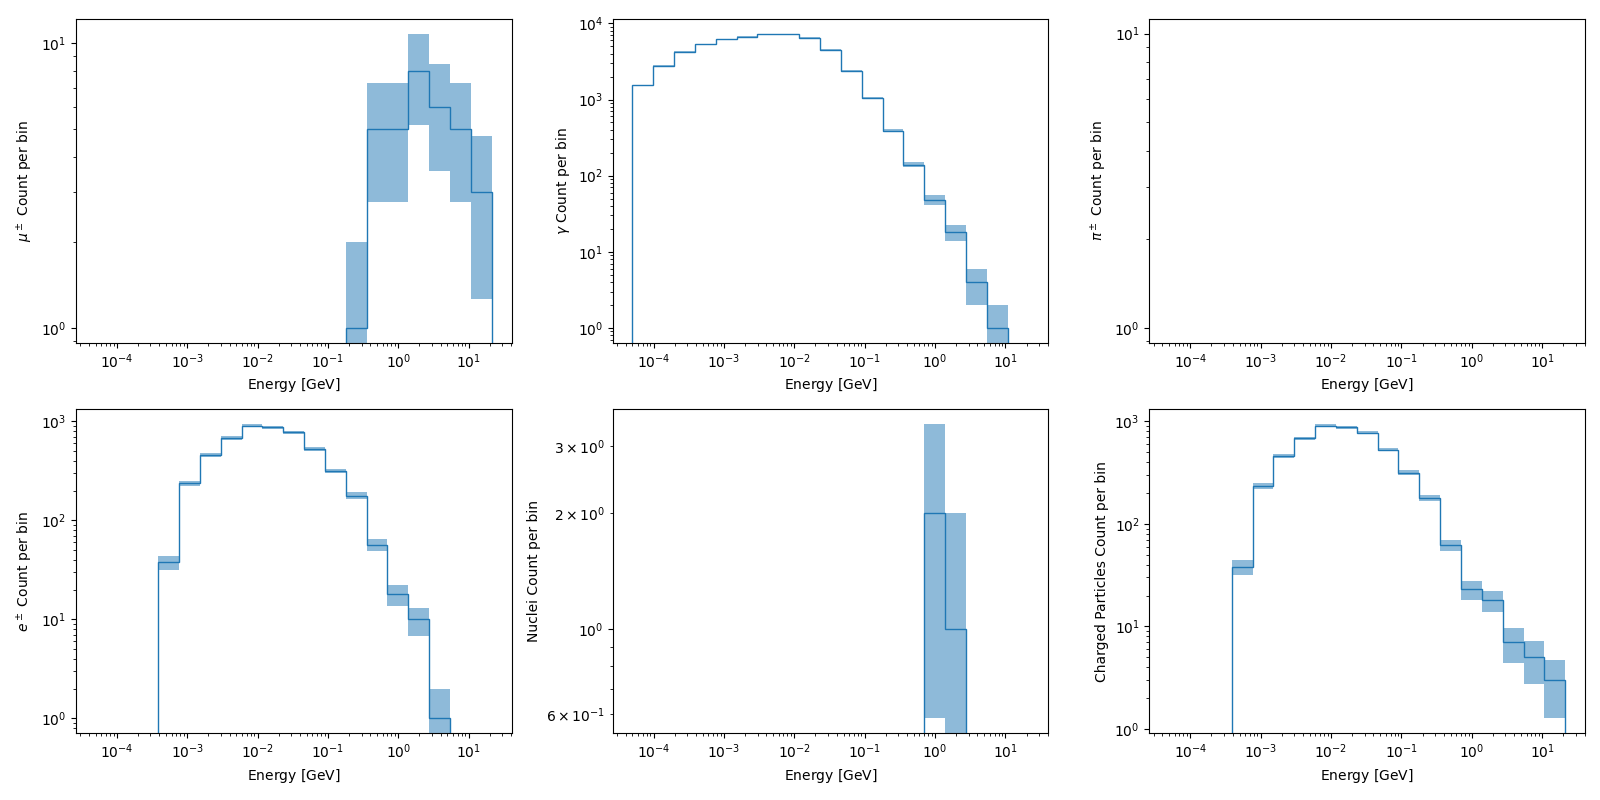 μ± Count per bin
10¹
10⁰
10⁻⁴ 10⁻³ 10⁻² 10⁻¹ 10⁰ 10¹
Energy [GeV]
γ Count per bin
10⁴
10³
10²
10¹
10⁰
10⁻⁴ 10⁻³ 10⁻² 10⁻¹ 10⁰ 10¹
Energy [GeV]
π± Count per bin
10¹
10⁰
10⁻⁴ 10⁻³ 10⁻² 10⁻¹ 10⁰ 10¹
Energy [GeV]
e± Count per bin
10³
10²
10¹
10⁰
10⁻⁴ 10⁻³ 10⁻² 10⁻¹ 10⁰ 10¹
Energy [GeV]
Nuclei Count per bin
3 × 10⁰
2 × 10⁰
10⁰
6 × 10⁻¹
10⁻⁴ 10⁻³ 10⁻² 10⁻¹ 10⁰ 10¹
Energy [GeV]
Charged Particles Count per bin
10³
10²
10¹
10⁰
10⁻⁴ 10⁻³ 10⁻² 10⁻¹ 10⁰ 10¹
Energy [GeV]